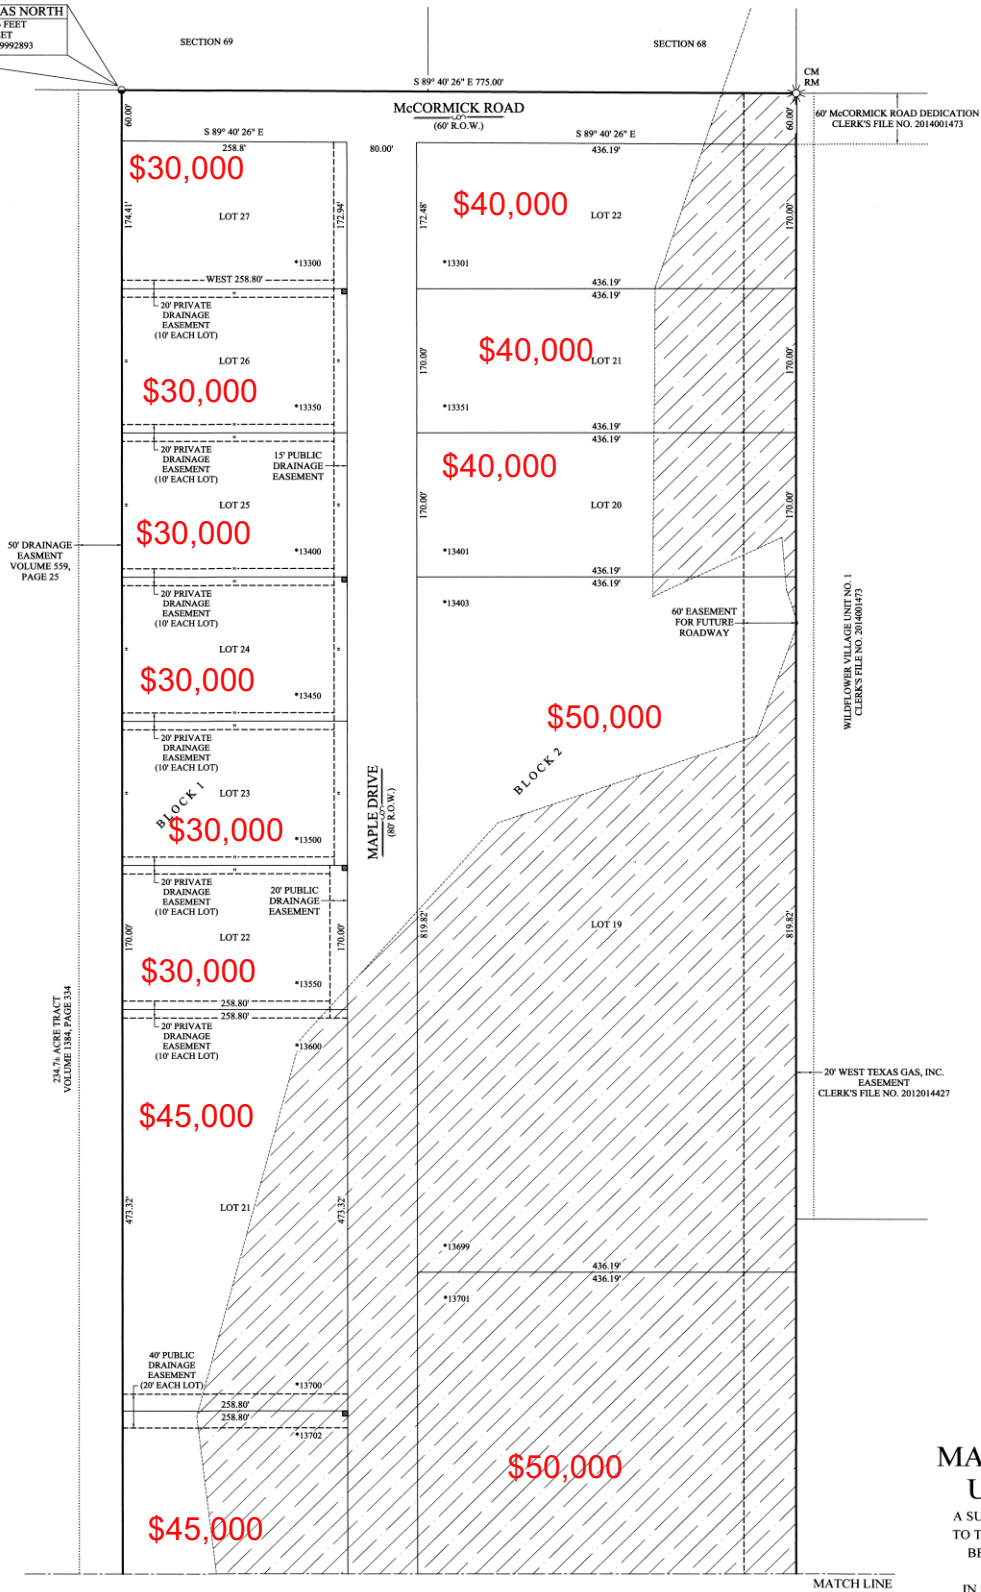 AS NORTH
FEET
ET
9992893
SECTION 69
SECTION 68
S 89° 40' 26" E 775.00'
CM
RM
McCORMICK ROAD
(60' R.O.W.)
60.00'
60.00'
60' McCORMICK ROAD DEDICATION
CLERK'S FILE NO. 2014001473
S 89° 40' 26" E
258.8'
80.00'
S 89° 40' 26" E
436.19'
$30,000
$40,000
174.41'
LOT 27
172.94'
172.48'
LOT 22
170.00'
*13300
*13301
WEST 258.80'
436.19'
436.19'
20' PRIVATE
DRAINAGE
EASEMENT
(10' EACH LOT)
LOT 26
$30,000
*13350
170.00'
$40,000
LOT 21
170.00'
*13351
436.19'
436.19'
20' PRIVATE
DRAINAGE
EASEMENT
(10' EACH LOT)
15' PUBLIC
DRAINAGE
EASEMENT
$40,000
LOT 25
$30,000
*13400
170.00'
LOT 20
170.00'
*13401
50' DRAINAGE
EASMENT
VOLUME 559,
PAGE 25
436.19'
436.19'
20' PRIVATE
DRAINAGE
EASEMENT
(10' EACH LOT)
*13403
60' EASEMENT
FOR FUTURE
ROADWAY
WILDFLOWER VILLAGE UNIT NO. 1
CLERK'S FILE NO. 2014001473
LOT 24
$30,000
*13450
$50,000
20' PRIVATE
DRAINAGE
EASEMENT
(10' EACH LOT)
BLOCK 1
LOT 23
$30,000
*13500
MAPLE DRIVE
(80' R.O.W.)
BLOCK 2
20' PRIVATE
DRAINAGE
EASEMENT
(10' EACH LOT)
20' PUBLIC
DRAINAGE
EASEMENT
170.00'
LOT 22
170.00'
819.82'
LOT 19
819.82'
$30,000
*13550
258.80'
258.80'
20' PRIVATE
DRAINAGE
EASEMENT
(10' EACH LOT)
*13600
234.7± ACRE TRACT
VOLUME 1384, PAGE 334
20' WEST TEXAS GAS, INC.
EASEMENT
CLERK'S FILE NO. 2012014427
$45,000
473.32'
LOT 21
473.32'
*13699
436.19'
436.19'
*13701
40' PUBLIC
DRAINAGE
EASEMENT
(20' EACH LOT)
*13700
258.80'
258.80'
*13702
$50,000
$45,000
MA
U
A SU
TO T
BE
IN
MATCH LINE